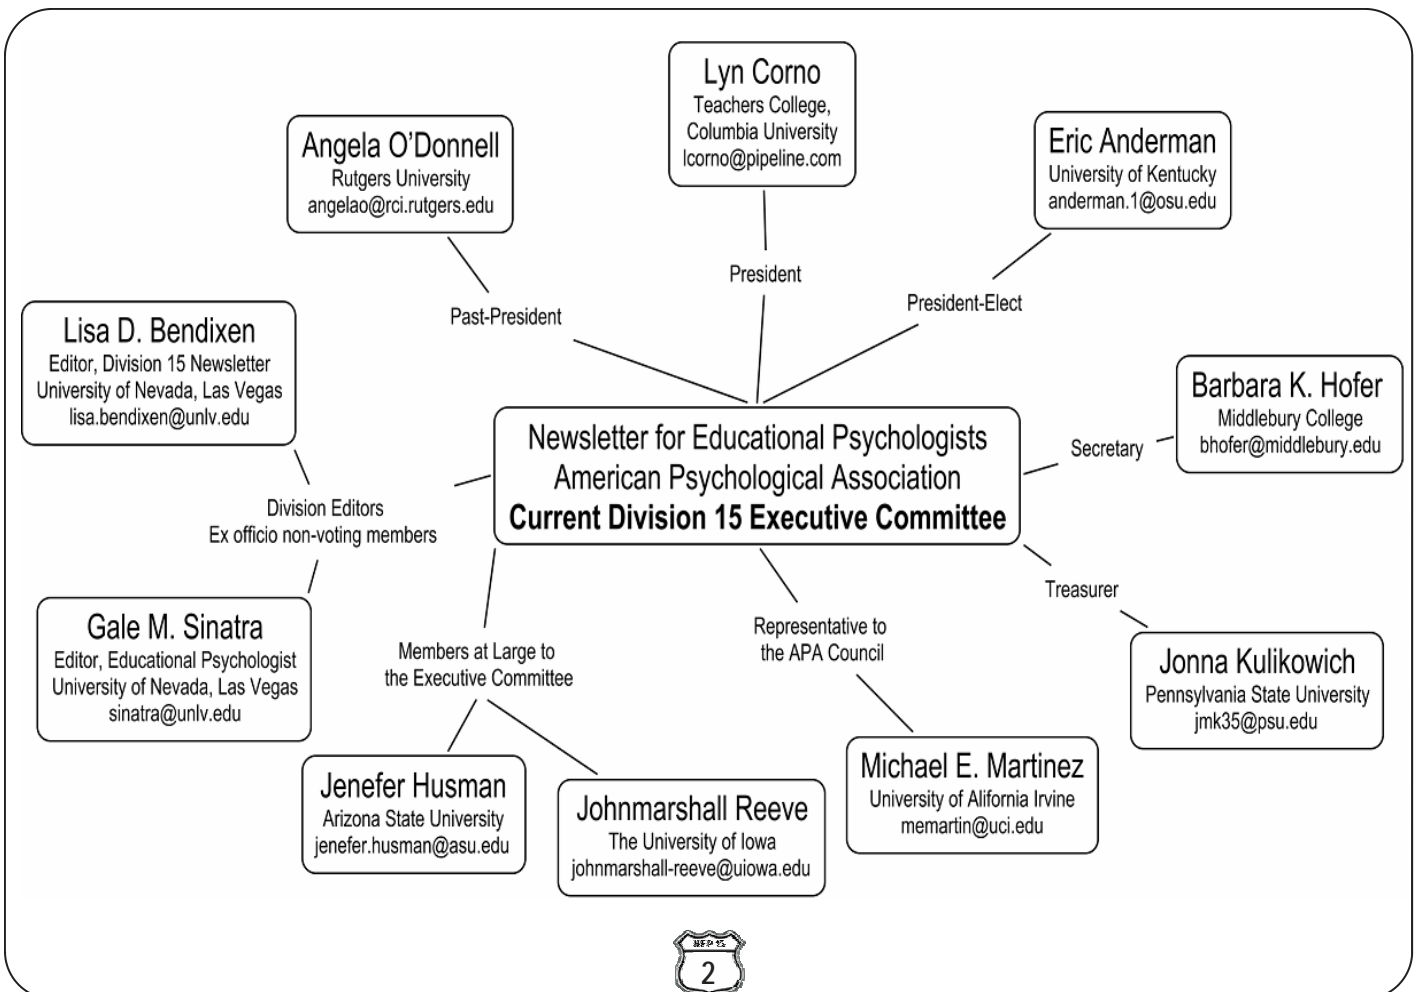 Lyn Corno
Teachers College,
Columbia University
lcorno@pipeline.com
Angela O’Donnell
Rutgers University
angelao@rci.rutgers.edu
Eric Anderman
University of Kentucky
anderman.1@osu.edu
President
Past-President
President-Elect
Lisa D. Bendixen
Editor, Division 15 Newsletter
University of Nevada, Las Vegas
lisa.bendixen@unlv.edu
Barbara K. Hofer
Middlebury College
bhofer@middlebury.edu
Secretary
Newsletter for Educational Psychologists
American Psychological Association
Current Division 15 Executive Committee
Division Editors
Ex officio non-voting members
Treasurer
Gale M. Sinatra
Editor, Educational Psychologist
University of Nevada, Las Vegas
sinatra@unlv.edu
Members at Large to
the Executive Committee
Representative to
the APA Council
Jonna Kulikowich
Pennsylvania State University
jmk35@psu.edu
Jenefer Husman
Arizona State University
jenefer.husman@asu.edu
Johnmarshall Reeve
The University of Iowa
johnmarshall-reeve@uiowa.edu
Michael E. Martinez
University of Alifornia Irvine
memartin@uci.edu
NEP 15
2